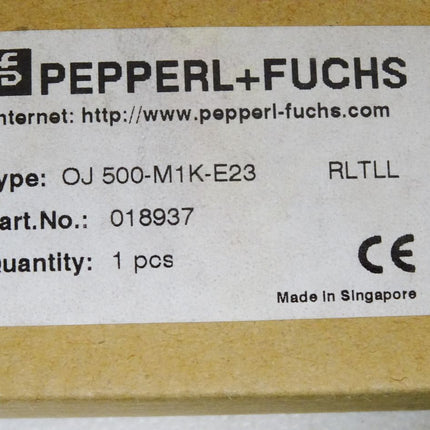 PEPPERL+FUCHS
nternet: http://www.pepperl-fuchs.com
ype: OJ 500-M1K-E23 RLTLL
art.No.: 018937
Quantity: 1 pcs
CE
Made in Singapore